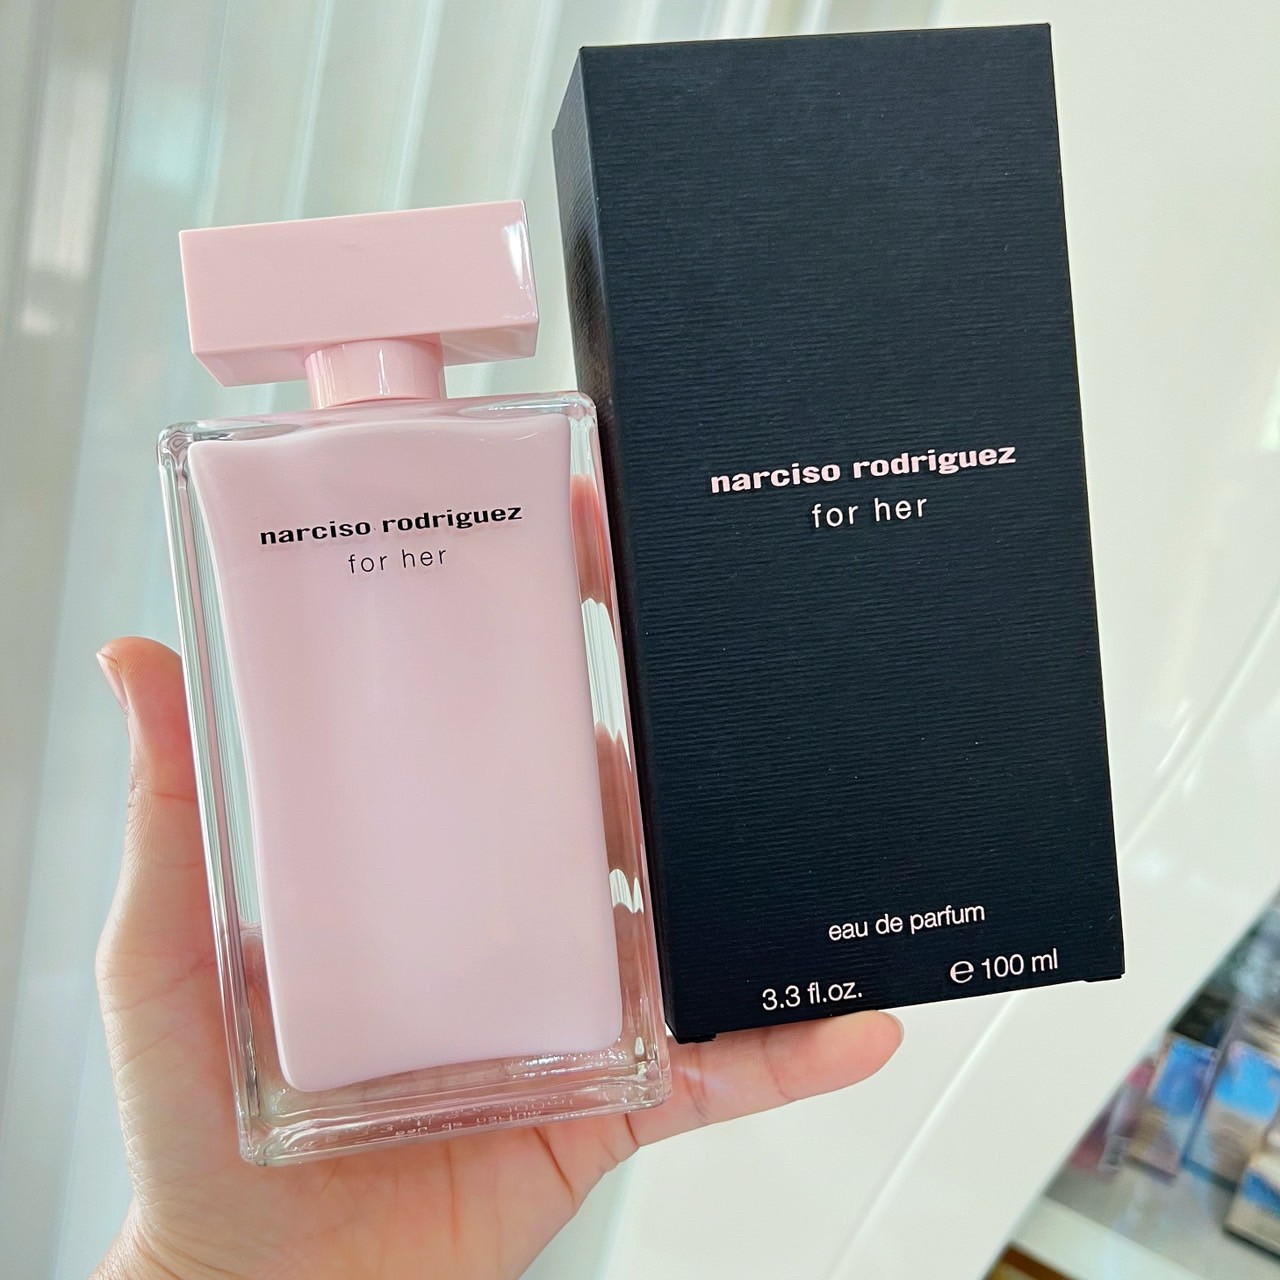 narciso rodriguez
for her
narciso rodriguez
for her
eau de parfum
3.3 fl.oz. ℮ 100 ml